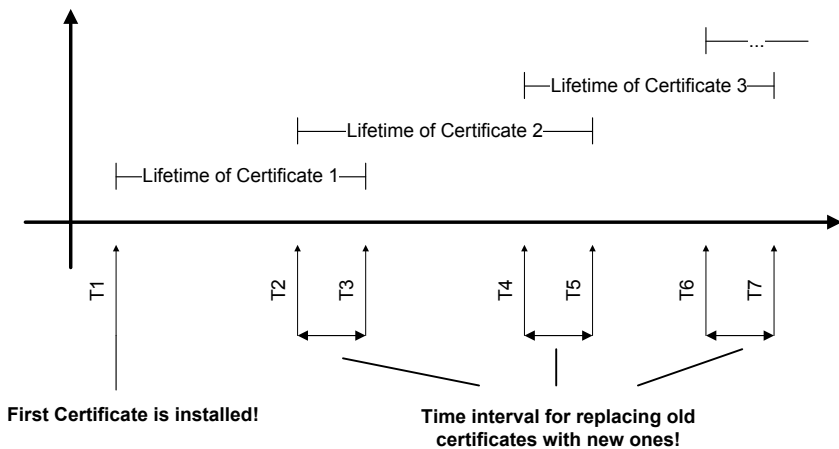 ...
Lifetime of Certificate 3
Lifetime of Certificate 2
Lifetime of Certificate 1
T1
T2
T3
T4
T5
T6
T7
First Certificate is installed!
Time interval for replacing old
certificates with new ones!